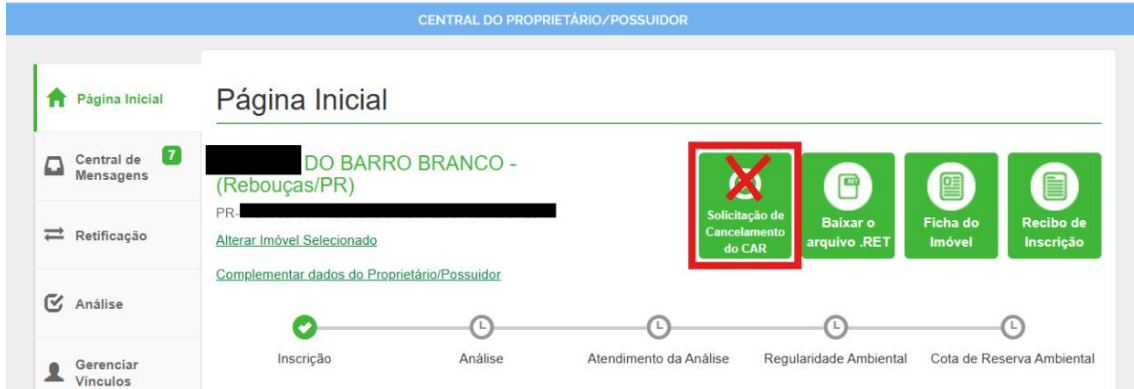 CENTRAL DO PROPRIETÁRIO/POSSUIDOR
Página Inicial
Central de
Mensagens
7
Retificação
Análise
Gerenciar
Vínculos
Página Inicial
DO BARRO BRANCO -
(Rebouças/PR)
PR-
Alterar Imóvel Selecionado
Complementar dados do Proprietário/Possuidor
Solicitação de
Cancelamento
do CAR
RET
Baixar o
arquivo .RET
Ficha do
Imóvel
Recibo de
Inscrição
Inscrição
Análise
Atendimento da Análise
Regularidade Ambiental
Cota de Reserva Ambiental